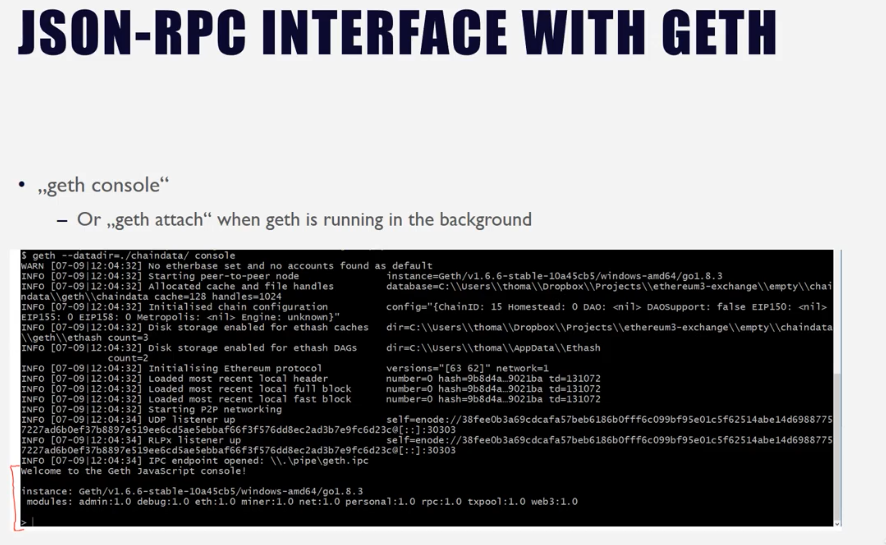 JSON-RPC INTERFACE WITH GETH
• „geth console“
– Or „geth attach“ when geth is running in the background
$ geth --datadir=./chaindata/ console
WARN [07-09|12:04:32] No etherbase set and no accounts found as default
INFO [07-09|12:04:32] Starting peer-to-peer node instance=Geth/v1.6.6-stable-10a45cb5/windows-amd64/go1.8.3
INFO [07-09|12:04:32] Allocated cache and file handles database=C:\\Users\\thoma\\Dropbox\\Projects\\ethereum3-exchange\\empty\\chai
ndata\\geth\\chaindata cache=128 handles=1024
INFO [07-09|12:04:32] Initialised chain configuration config="{ChainID: 15 Homestead: 0 DAO: <nil> DAOSupport: false EIP150: <nil>
EIP155: 0 EIP158: 0 Metropolis: <nil> Engine: unknown}"
INFO [07-09|12:04:32] Disk storage enabled for ethash caches dir=C:\\Users\\thoma\\Dropbox\\Projects\\ethereum3-exchange\\empty\\chaindata
\\geth\\ethash count=3
INFO [07-09|12:04:32] Disk storage enabled for ethash DAGs dir=C:\\Users\\thoma\\AppData\\Ethash
count=2
INFO [07-09|12:04:32] Initialising Ethereum protocol versions="[63 62]" network=1
INFO [07-09|12:04:32] Loaded most recent local header number=0 hash=9b8d4a…9021ba td=131072
INFO [07-09|12:04:32] Loaded most recent local full block number=0 hash=9b8d4a…9021ba td=131072
INFO [07-09|12:04:32] Loaded most recent local fast block number=0 hash=9b8d4a…9021ba td=131072
INFO [07-09|12:04:32] Starting P2P networking
INFO [07-09|12:04:34] UDP listener up self=enode://38fee0b3a69cdcafa57beb6186b0fff6c099bf95e01c5f62514abe14d6988775
7227ad6b0ef37b8897e519ee6cd5ae5ebbaf66f3f576dd8ec2ad3b7e9fc6d23c@[::]:30303
INFO [07-09|12:04:34] RLPx listener up self=enode://38fee0b3a69cdcafa57beb6186b0fff6c099bf95e01c5f62514abe14d6988775
7227ad6b0ef37b8897e519ee6cd5ae5ebbaf66f3f576dd8ec2ad3b7e9fc6d23c@[::]:30303
INFO [07-09|12:04:34] IPC endpoint opened: \\.\pipe\geth.ipc
Welcome to the Geth JavaScript console!
instance: Geth/v1.6.6-stable-10a45cb5/windows-amd64/go1.8.3
modules: admin:1.0 debug:1.0 eth:1.0 miner:1.0 net:1.0 personal:1.0 rpc:1.0 txpool:1.0 web3:1.0
>